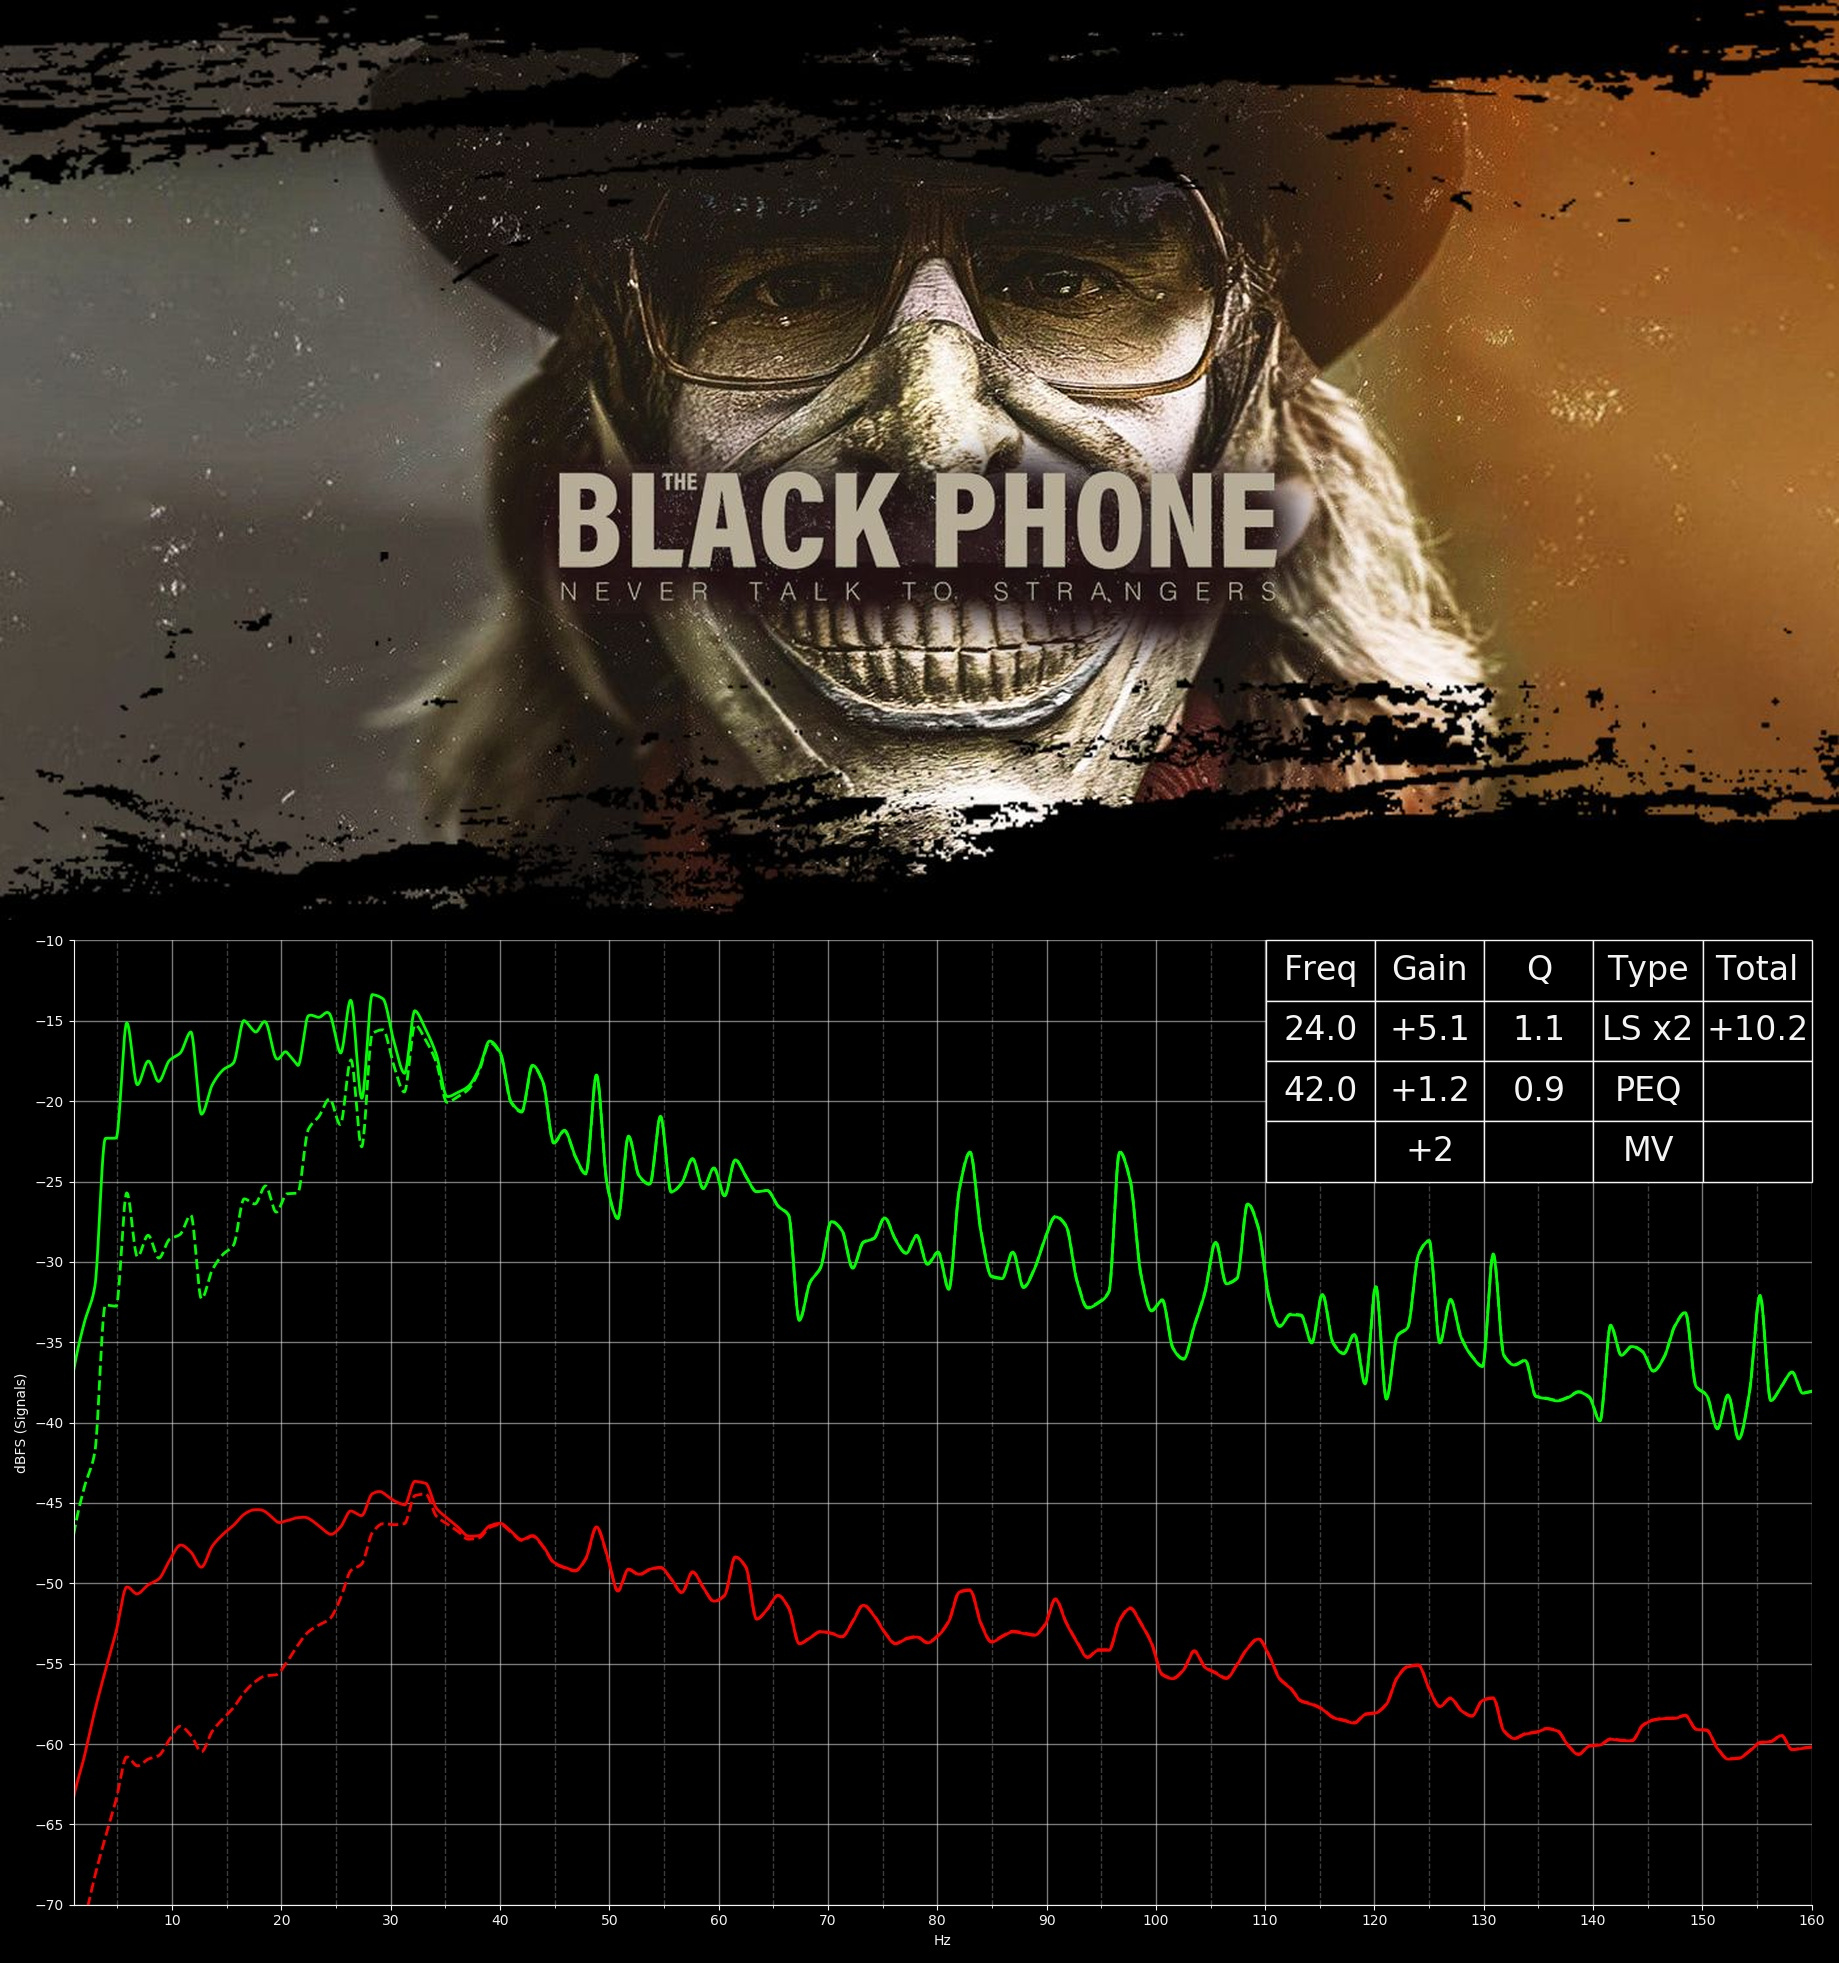 THE
BLACK PHONE
NEVER TALK TO STRANGERS
Freq Gain Q Type Total
24.0 +5.1 1.1 LS x2 +10.2
42.0 +1.2 0.9 PEQ
+2 MV
−10
−15
−20
−25
−30
−35
−40
−45
−50
−55
−60
−65
−70
dBFS (Signals)
10 20 30 40 50 60 70 80 90 100 110 120 130 140 150 160
Hz